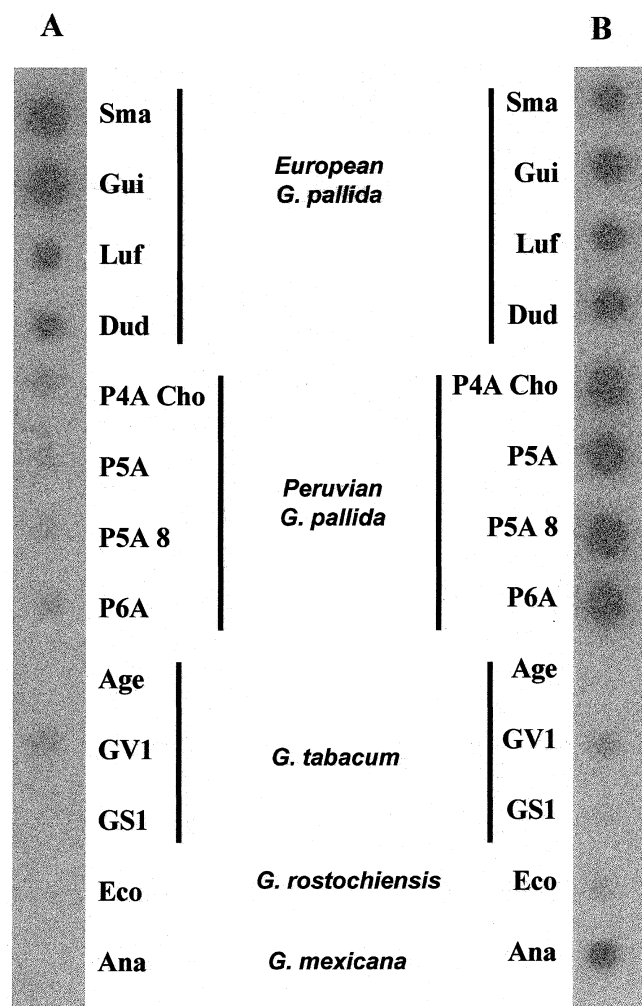 A
B
Sma
Gui
Luf
Dud
P4A Cho
P5A
P5A 8
P6A
Age
GV1
GS1
Eco
Ana
European
G. pallida
Peruvian
G. pallida
G. tabacum
G. rostochiensis
G. mexicana
Sma
Gui
Luf
Dud
P4A Cho
P5A
P5A 8
P6A
Age
GV1
GS1
Eco
Ana